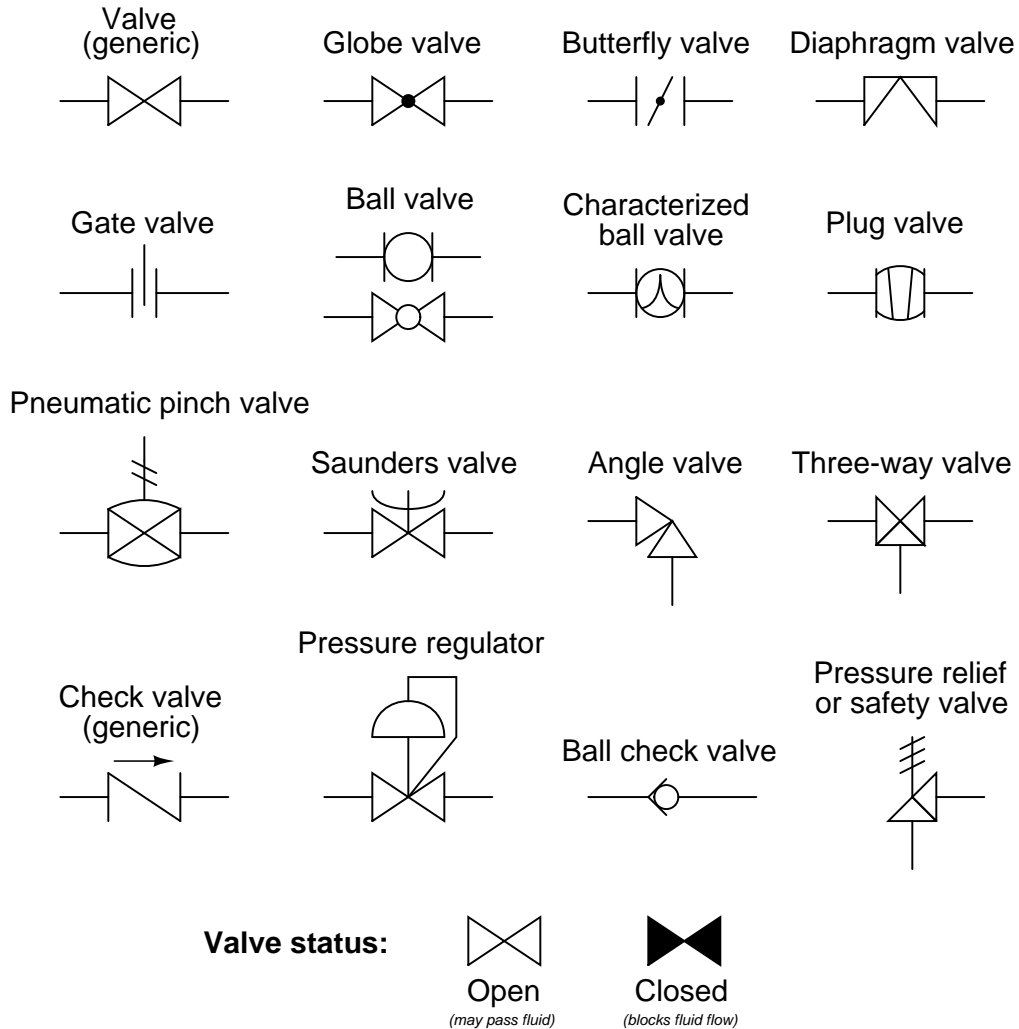 Valve
(generic)
Globe valve
Butterfly valve
Diaphragm valve
Gate valve
Ball valve
Characterized
ball valve
Plug valve
Pneumatic pinch valve
Saunders valve
Angle valve
Three-way valve
Check valve
(generic)
Pressure regulator
Ball check valve
Pressure relief
or safety valve
Valve status:
Open
(may pass fluid)
Closed
(blocks fluid flow)